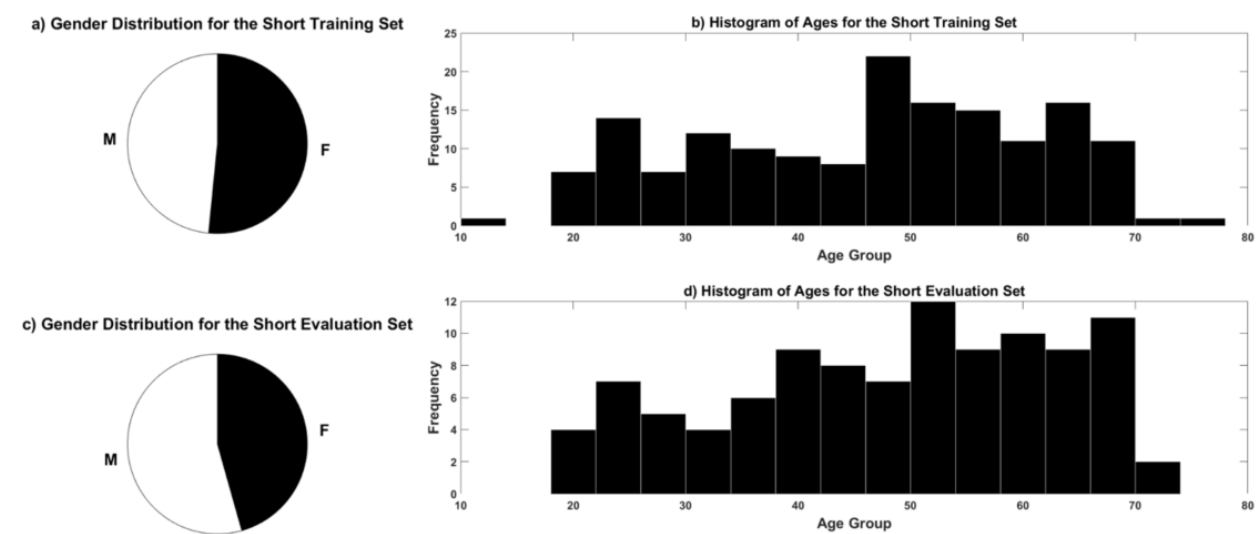 a) Gender Distribution for the Short Training Set
M
F
b) Histogram of Ages for the Short Training Set
Frequency
25
20
15
10
5
0
10 20 30 40 50 60 70 80
Age Group
c) Gender Distribution for the Short Evaluation Set
M
F
d) Histogram of Ages for the Short Evaluation Set
Frequency
12
10
8
6
4
2
0
10 20 30 40 50 60 70 80
Age Group